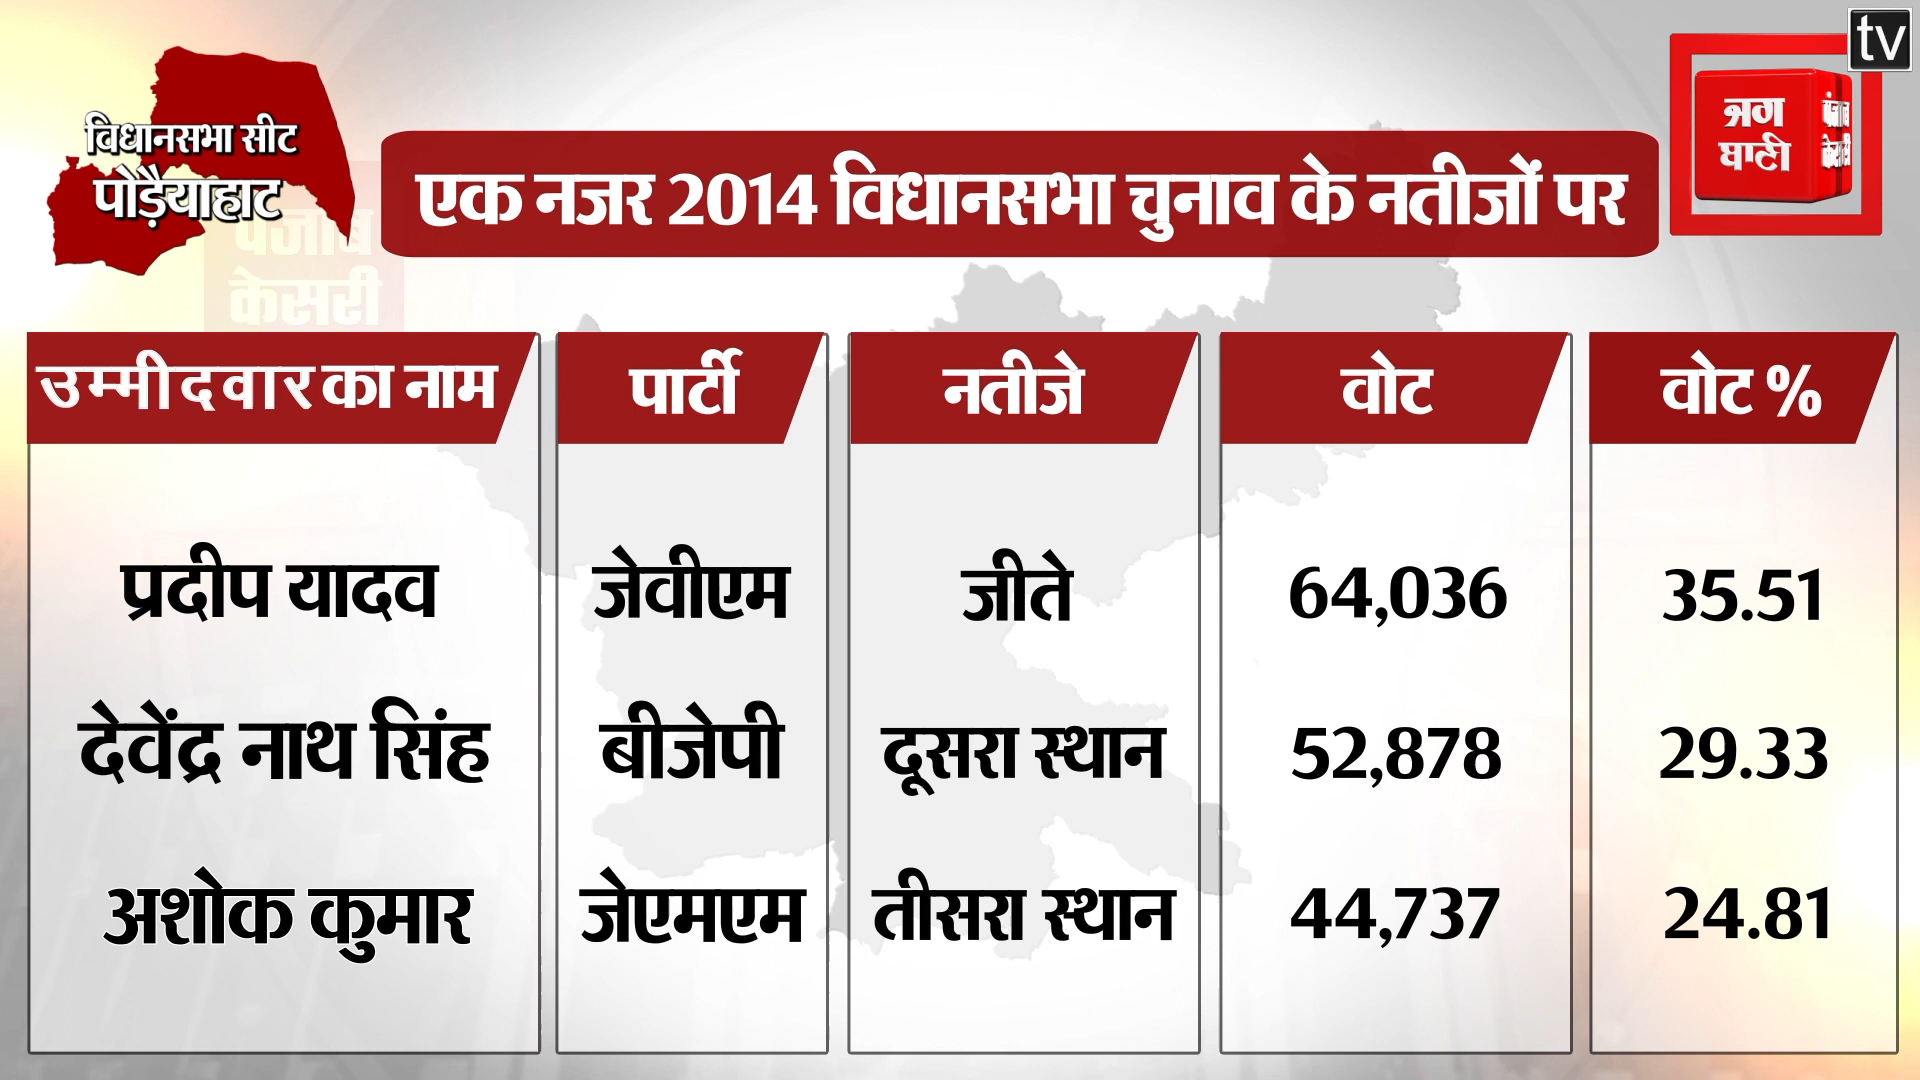 tv
विधानसभा सीट
पोड़ैयाहाट
एक नजर 2014 विधानसभा चुनाव के नतीजों पर
पंजाब
केसरी
उम्मीदवार का नाम पार्टी नतीजे वोट वोट %
प्रदीप यादव जेवीएम जीते 64,036 35.51
देवेंद्र नाथ सिंह बीजेपी दूसरा स्थान 52,878 29.33
अशोक कुमार जेएमएम तीसरा स्थान 44,737 24.81